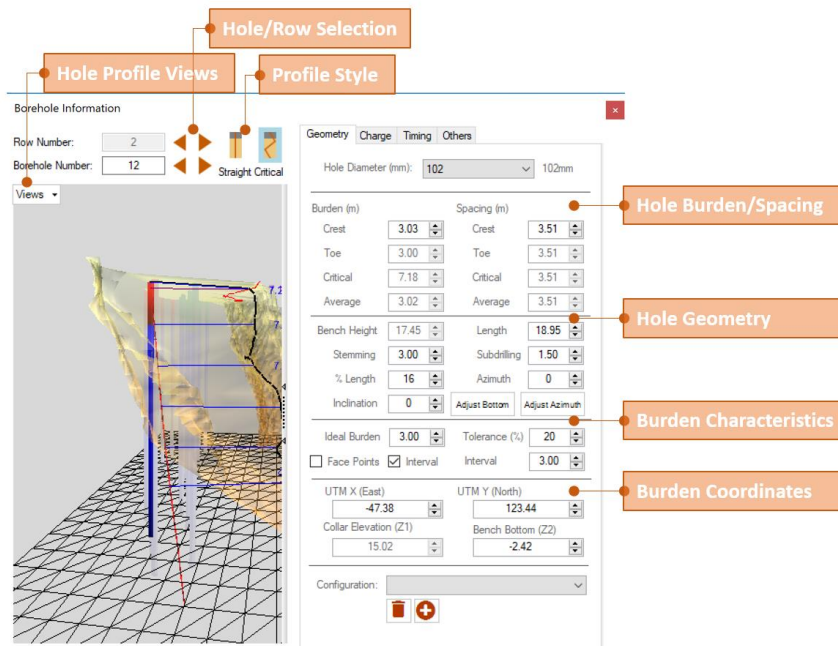 Hole/Row Selection
Hole Profile Views
Profile Style
Borehole Information
×
Row Number: 2
Borehole Number: 12
Straight Critical
Views
Geometry Charge Timing Others
Hole Diameter (mm): 102 102mm
Burden (m) Spacing (m)
Crest 3.03 Crest 3.51
Toe 3.00 Toe 3.51
Critical 7.18 Critical 3.51
Average 3.02 Average 3.51
Bench Height 17.45 Length 18.95
Stemming 3.00 Subdrilling 1.50
% Length 16 Azimuth 0
Inclination 0 Adjust Bottom Adjust Azimuth
Ideal Burden 3.00 Tolerance (%) 20
Face Points Interval Interval 3.00
UTM X (East) UTM Y (North)
-47.38 123.44
Collar Elevation (Z1) Bench Bottom (Z2)
15.02 -2.42
Configuration:
Hole Burden/Spacing
Hole Geometry
Burden Characteristics
Burden Coordinates